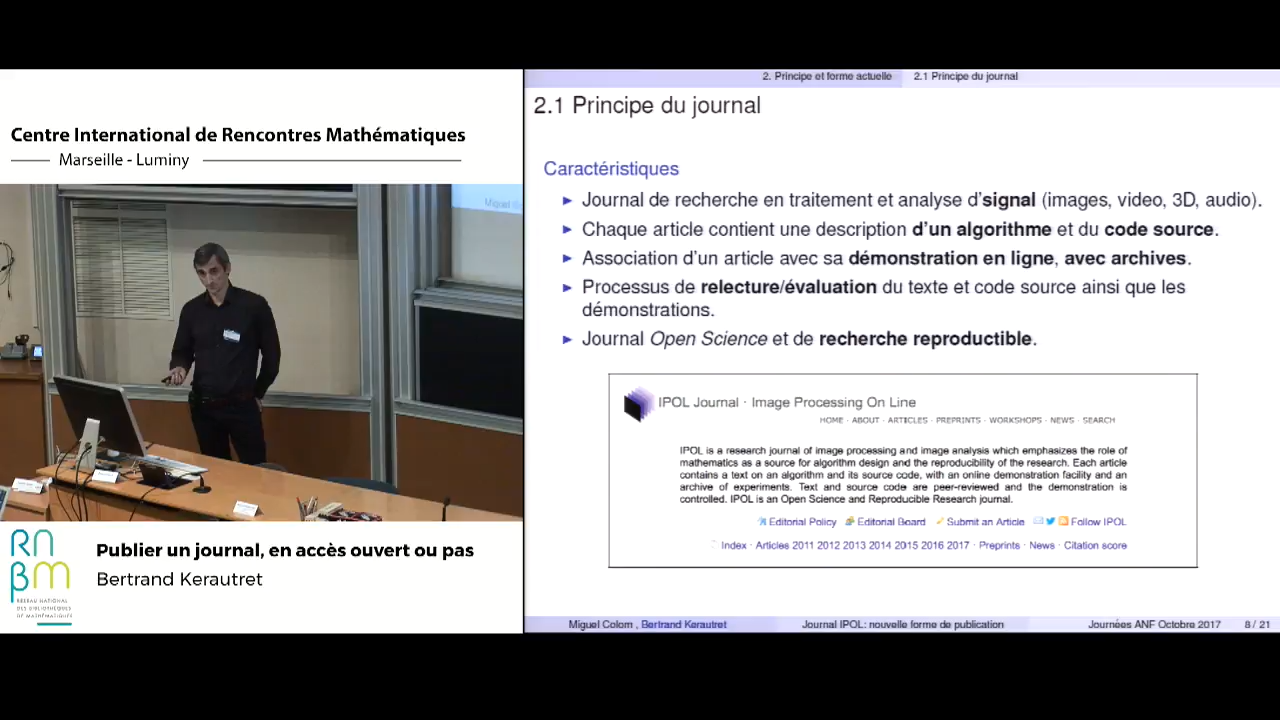 Centre International de Rencontres Mathématiques
Marseille - Luminy
Publier un journal, en accès ouvert ou pas
Bertrand Kerautret
RÉSEAU NATIONAL
DES BIBLIOTHÈQUES
DE MATHÉMATIQUES
2. Principe et forme actuelle
2.1 Principe du journal
2.1 Principe du journal
Caractéristiques
Journal de recherche en traitement et analyse d'signal (images, video, 3D, audio).
Chaque article contient une description d'un algorithme et du code source.
Association d'un article avec sa démonstration en ligne, avec archives.
Processus de relecture/évaluation du texte et code source ainsi que les
démonstrations.
Journal Open Science et de recherche reproductible.
IPOL Journal · Image Processing On Line
HOME · ABOUT · ARTICLES · PREPRINTS · WORKSHOPS · NEWS · SEARCH
IPOL is a research journal of image processing and image analysis which emphasizes the role of
mathematics as a source for algorithm design and the reproducibility of the research. Each article
contains a text on an algorithm and its source code, with an online demonstration facility and an
archive of experiments. Text and source code are peer-reviewed and the demonstration is
controlled. IPOL is an Open Science and Reproducible Research journal.
Editorial Policy Editorial Board Submit an Article Follow IPOL
Index · Articles 2011 2012 2013 2014 2015 2016 2017 · Preprints · News · Citation score
Miguel Colom , Bertrand Kerautret
Journal IPOL: nouvelle forme de publication
Journées ANF Octobre 2017
8 / 21